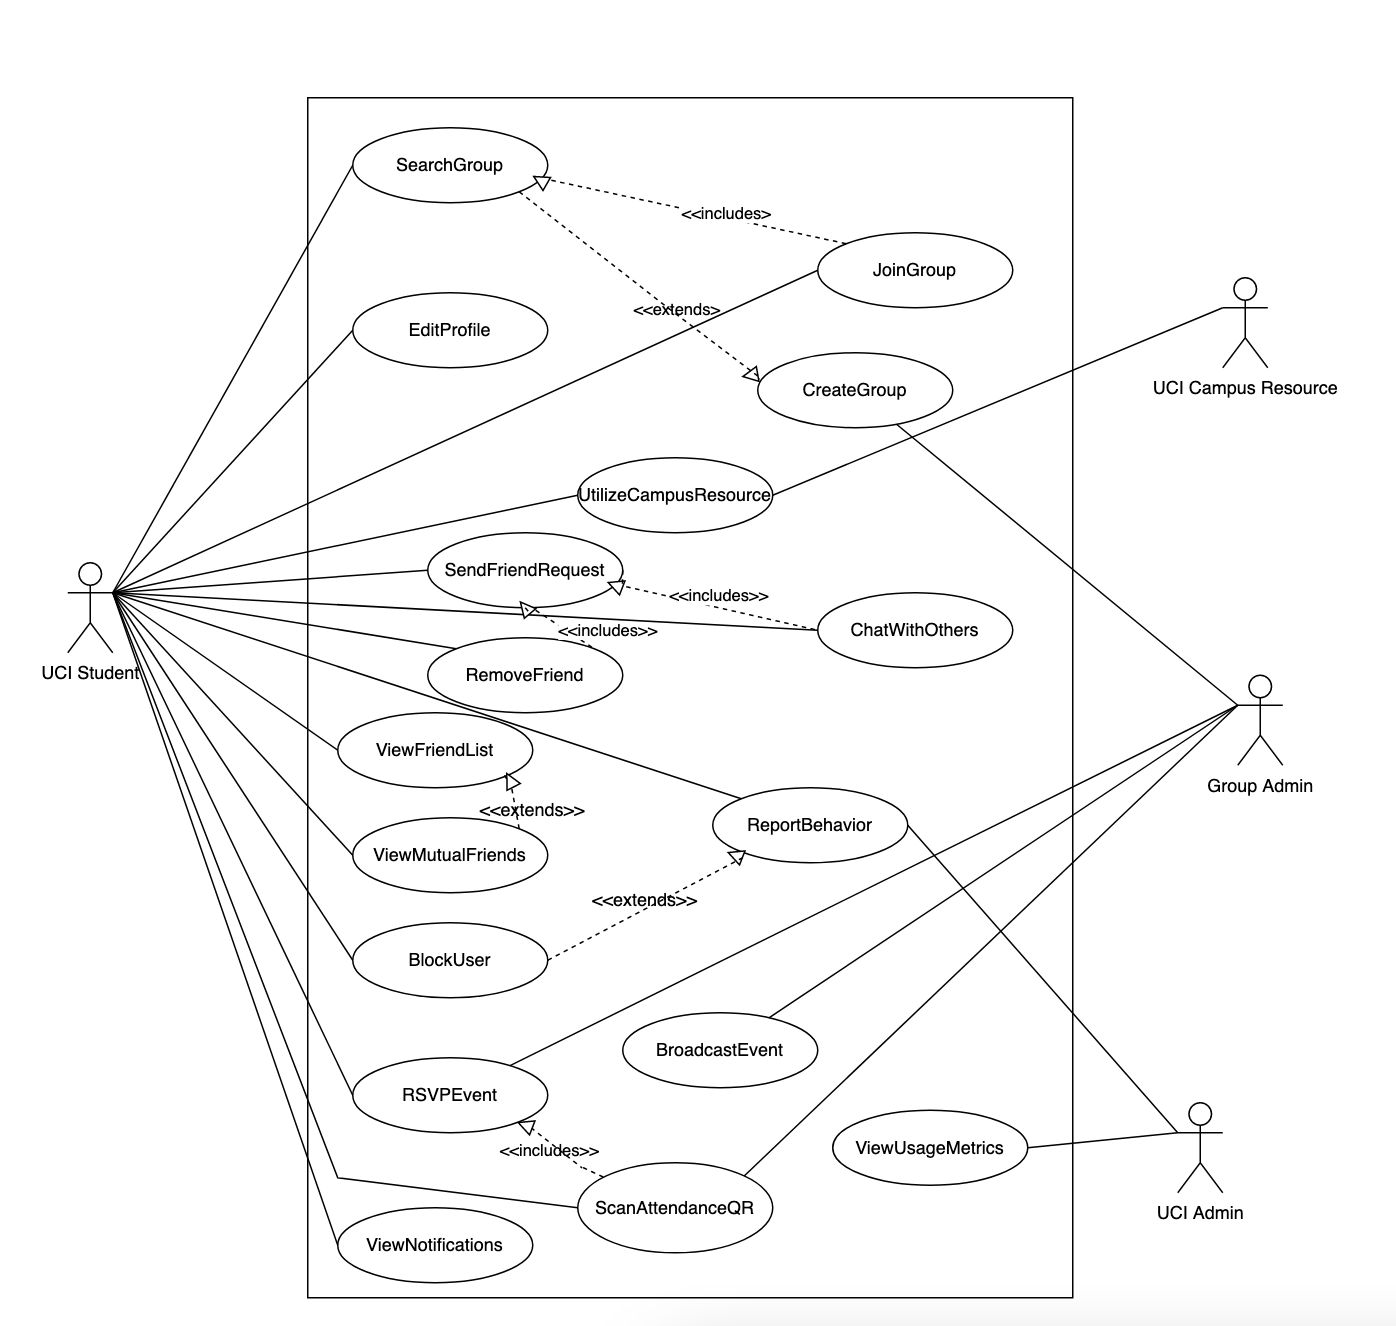 SearchGroup
<<includes>
JoinGroup
<<extends>
EditProfile
CreateGroup
UCI Campus Resource
UtilizeCampusResource
SendFriendRequest
<<includes>>
ChatWithOthers
<<includes>>
UCI Student
RemoveFriend
ViewFriendList
Group Admin
<<extends>>
ReportBehavior
ViewMutualFriends
<<extends>>
BlockUser
BroadcastEvent
RSVPEvent
<<includes>>
ViewUsageMetrics
ScanAttendanceQR
UCI Admin
ViewNotifications